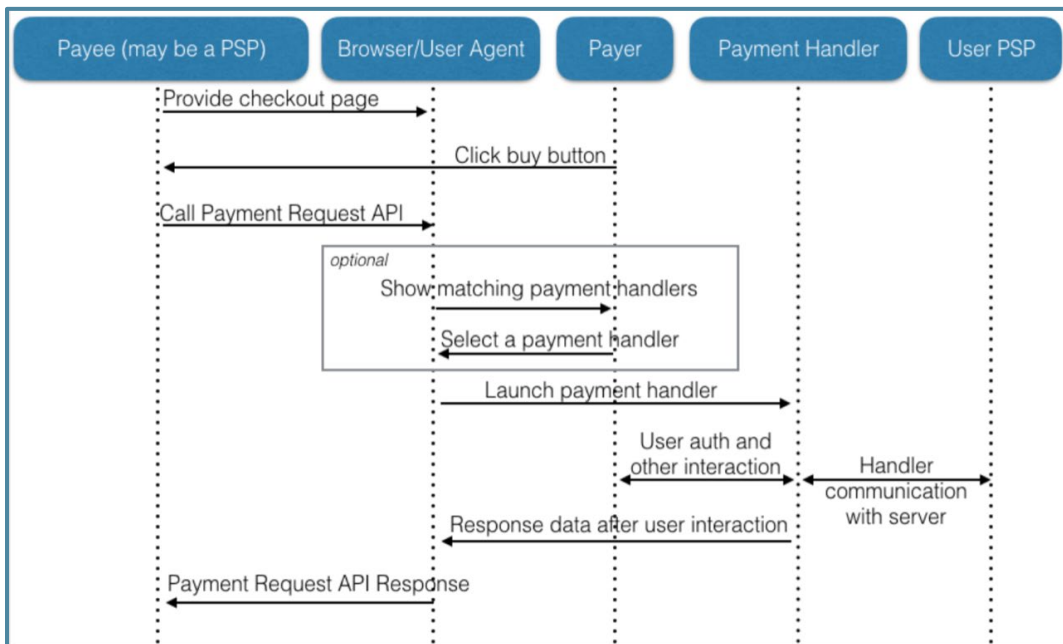 Payee (may be a PSP)
Browser/User Agent
Payer
Payment Handler
User PSP
Provide checkout page
Click buy button
Call Payment Request API
optional
Show matching payment handlers
Select a payment handler
Launch payment handler
User auth and
other interaction
Handler
communication
with server
Response data after user interaction
Payment Request API Response